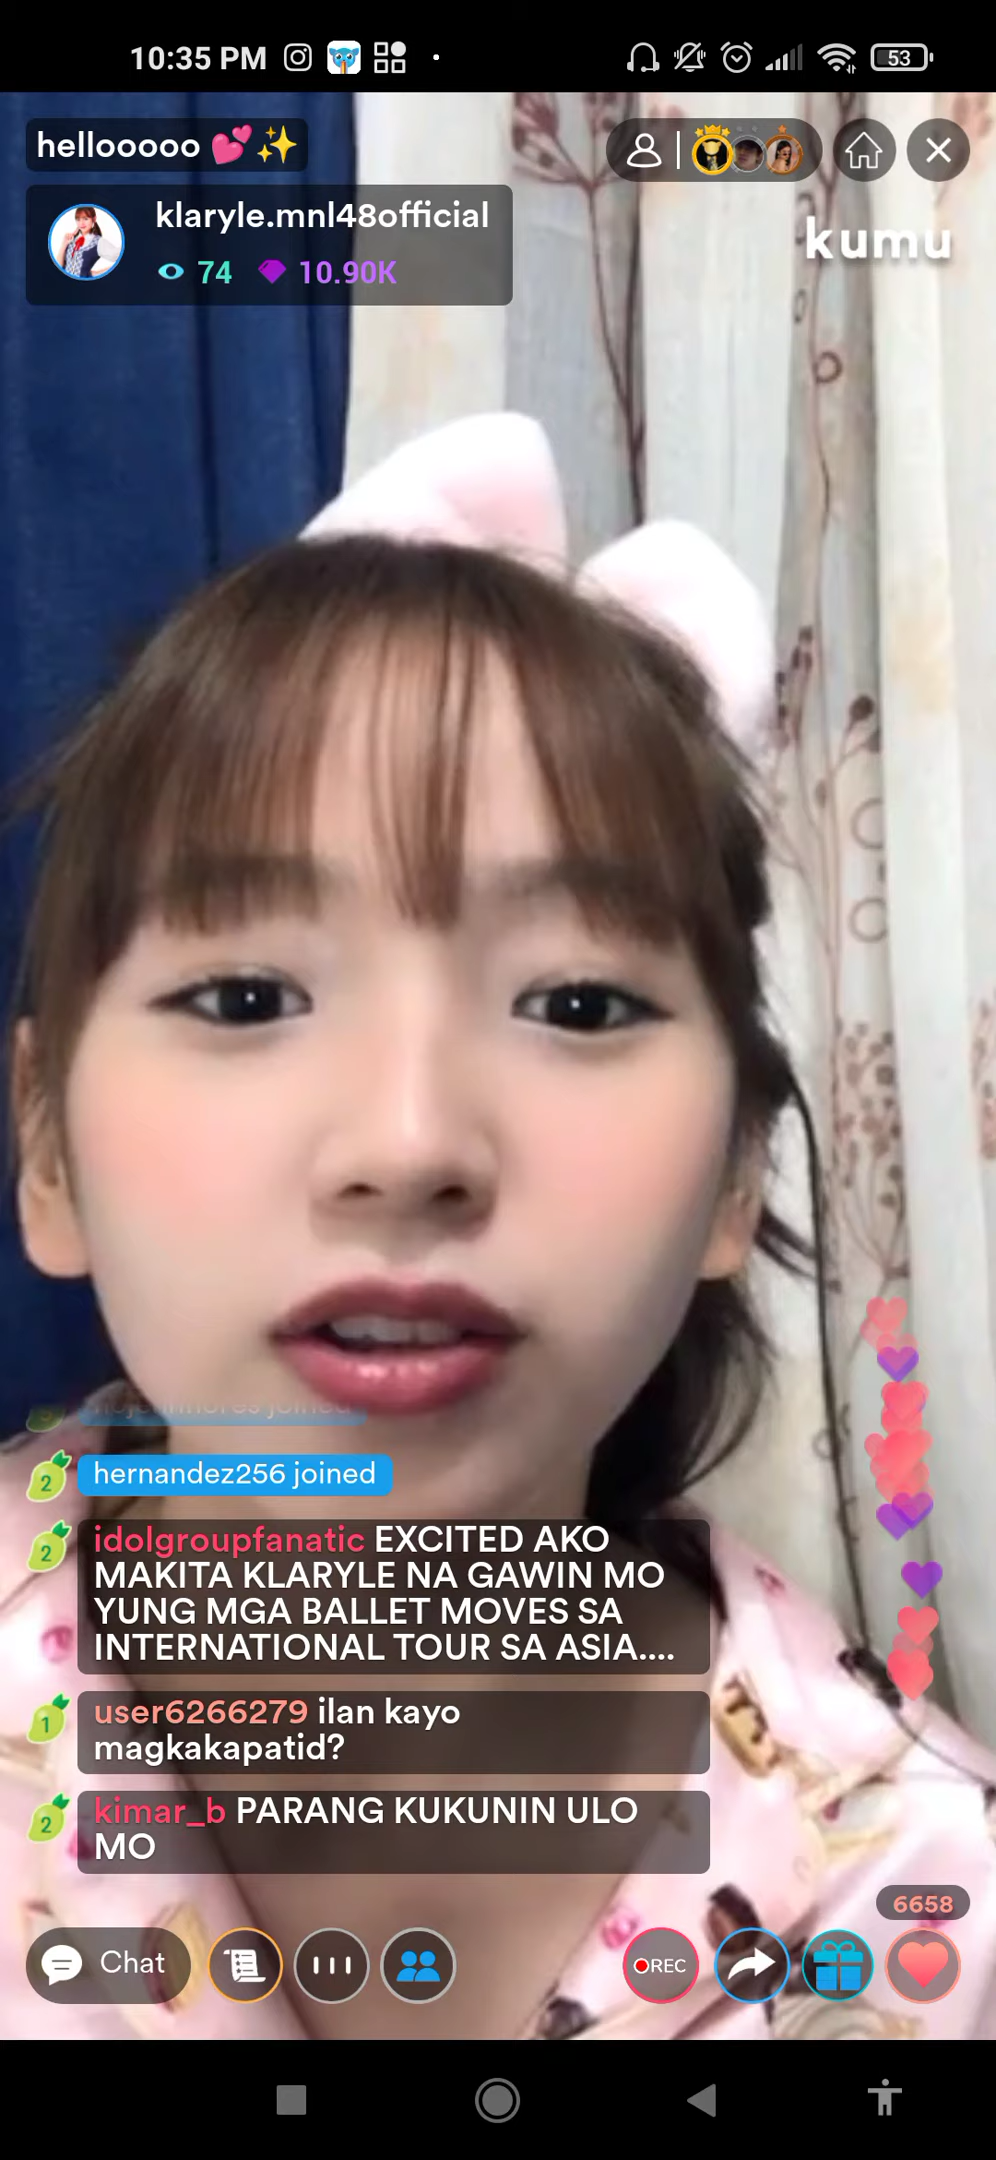 10:35 PM
53
hellooooo 💕✨
klaryle.mnl48official
74 10.90K
kumu
joined
2 hernandez256 joined
2 idolgroupfanatic EXCITED AKO
MAKITA KLARYLE NA GAWIN MO
YUNG MGA BALLET MOVES SA
INTERNATIONAL TOUR SA ASIA....
1 user6266279 ilan kayo
magkakapatid?
2 kimar_b PARANG KUKUNIN ULO
MO
6658
Chat
REC